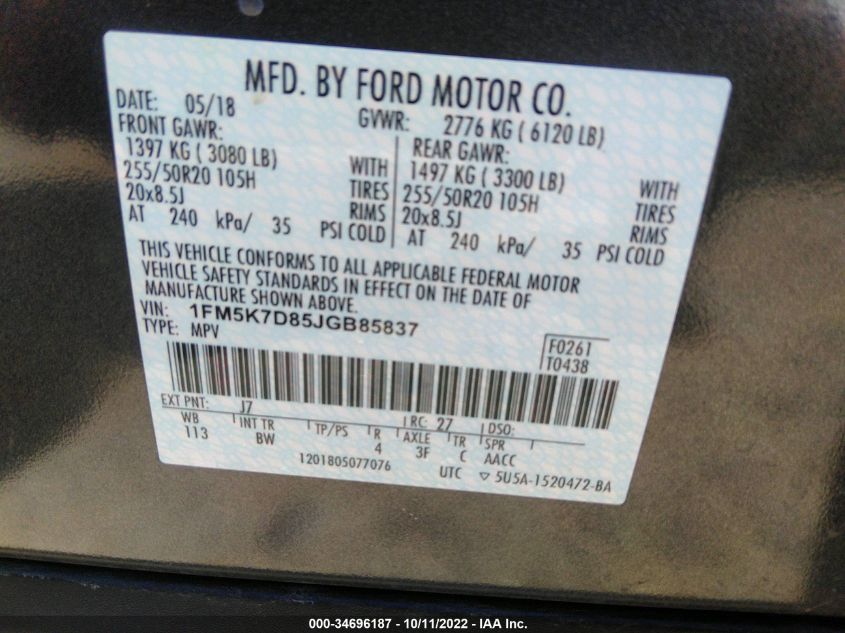 MFD. BY FORD MOTOR CO.
DATE: 05/18 GVWR: 2776 KG ( 6120 LB)
FRONT GAWR: REAR GAWR:
1397 KG ( 3080 LB) WITH 1497 KG ( 3300 LB) WITH
255/50R20 105H TIRES 255/50R20 105H TIRES
20x8.5J RIMS 20x8.5J RIMS
AT 240 kPa/ 35 PSI COLD AT 240 kPa/ 35 PSI COLD
THIS VEHICLE CONFORMS TO ALL APPLICABLE FEDERAL MOTOR
VEHICLE SAFETY STANDARDS IN EFFECT ON THE DATE OF
MANUFACTURE SHOWN ABOVE.
VIN: 1FM5K7D85JGB85837
TYPE: MPV
F0261
T0438
EXT PNT: J7 RC: 27 DSO:
WB INT TR TP/PS R AXLE TR SPR
113 BW 4 3F C AACC
1201805077076 UTC ▽ 5U5A-1520472-BA
000-34696187 - 10/11/2022 - IAA Inc.